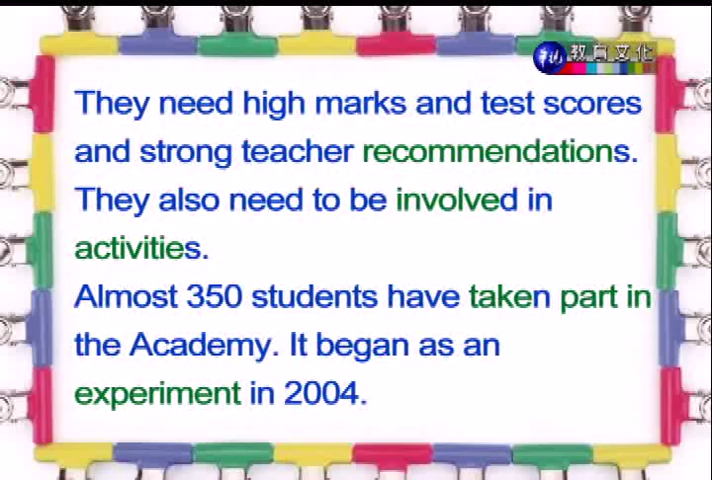 華視 教育文化
They need high marks and test scores
and strong teacher recommendations.
They also need to be involved in
activities.
Almost 350 students have taken part in
the Academy. It began as an
experiment in 2004.